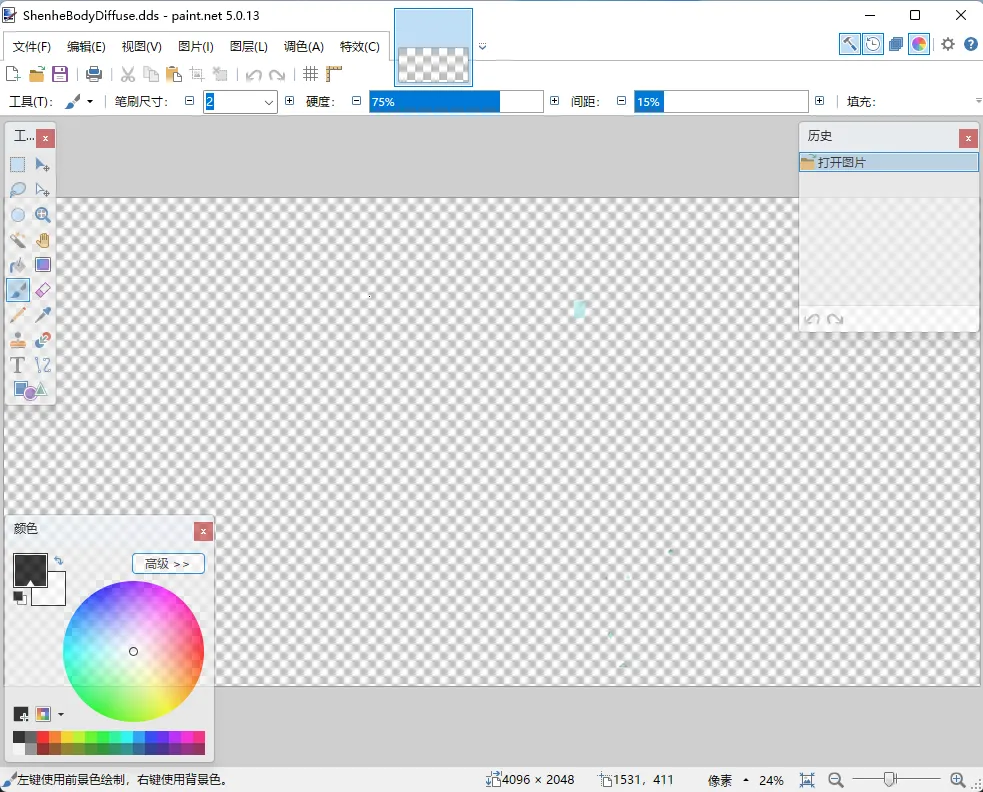 ShenheBodyDiffuse.dds - paint.net 5.0.13
文件(F) 编辑(E) 视图(V) 图片(I) 图层(L) 调色(A) 特效(C)
工具(T): 笔刷尺寸: 2 硬度: 75% 间距: 15% 填充:
工...
历史
打开图片
颜色
高级 >>
左键使用前景色绘制，右键使用背景色。 4096 × 2048 1531, 411 像素 24%